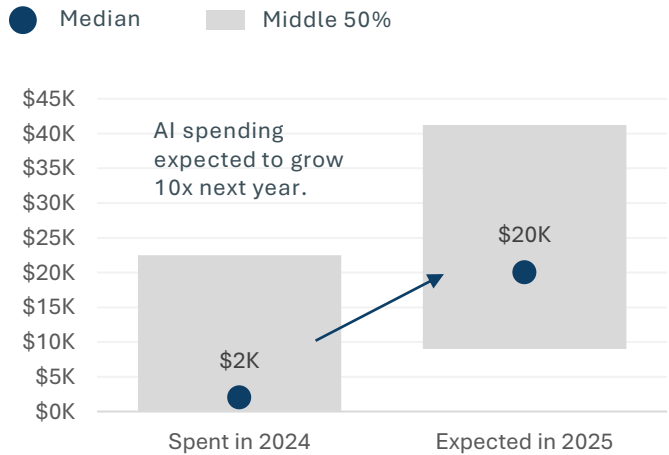 Median Middle 50%
$45K
$40K
$35K
$30K
$25K
$20K
$15K
$10K
$5K
$0K
AI spending
expected to grow
10x next year.
$20K
$2K
Spent in 2024 Expected in 2025